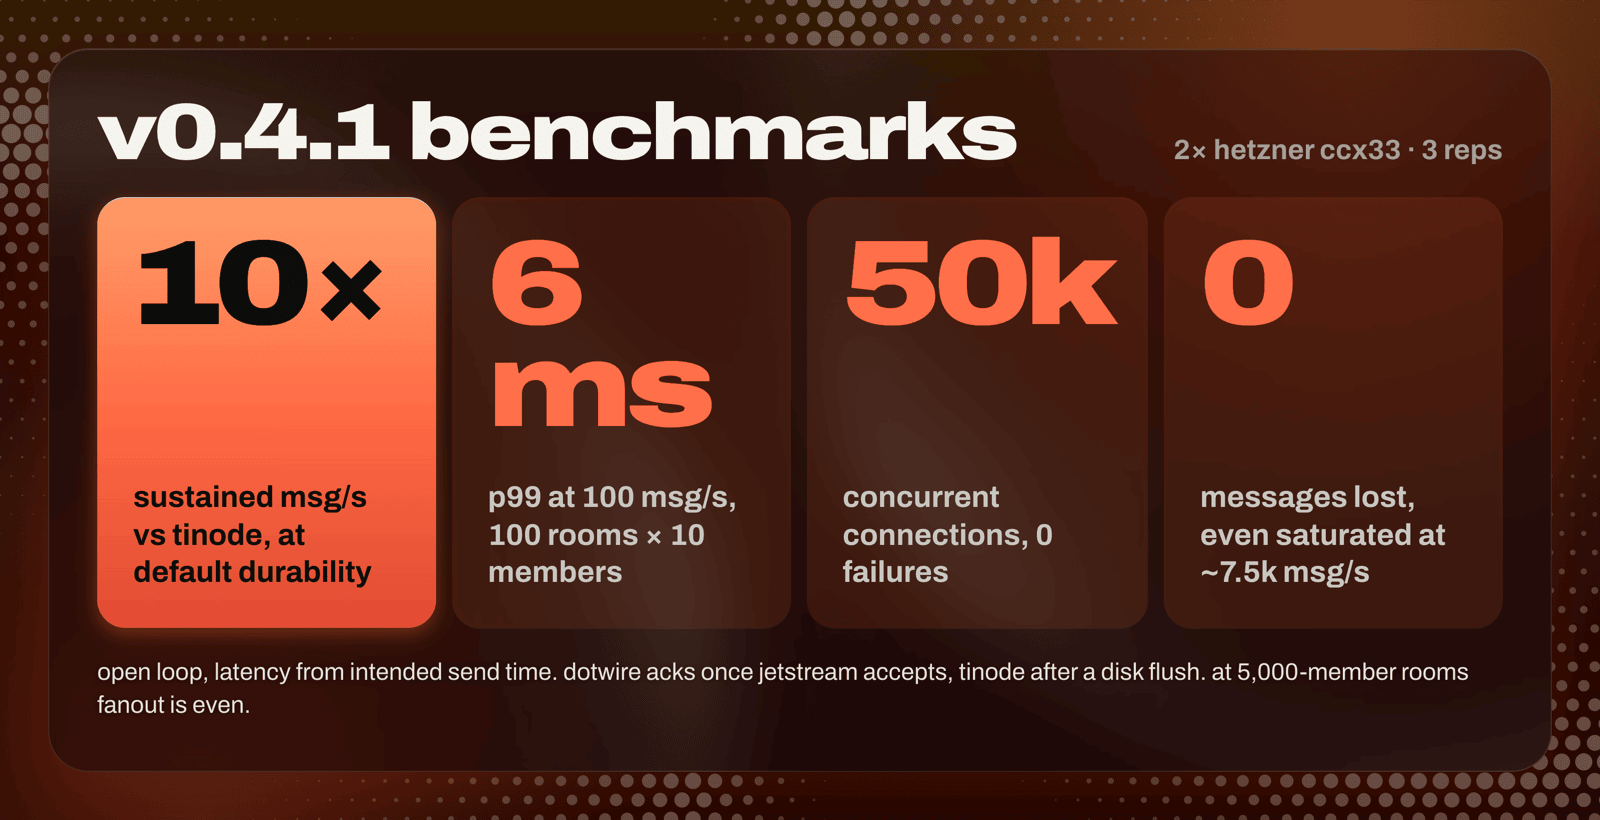 v0.4.1 benchmarks
2× hetzner ccx33 · 3 reps
10×
sustained msg/s
vs tinode, at
default durability
6
ms
p99 at 100 msg/s,
100 rooms × 10
members
50k
concurrent
connections, 0
failures
0
messages lost,
even saturated at
~7.5k msg/s
open loop, latency from intended send time. dotwire acks once jetstream accepts, tinode after a disk flush. at 5,000-member rooms
fanout is even.